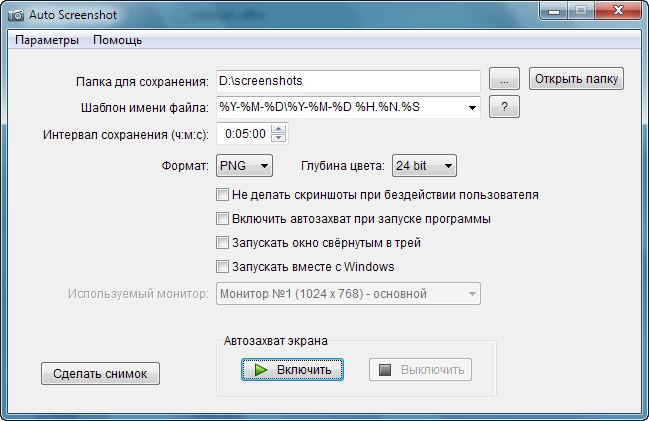 Auto Screenshot
Параметры Помощь
Папка для сохранения: D:\screenshots ... Открыть папку
Шаблон имени файла: %Y-%M-%D\%Y-%M-%D %H.%N.%S ?
Интервал сохранения (ч:м:с): 0:05:00
Формат: PNG Глубина цвета: 24 bit
Не делать скриншоты при бездействии пользователя
Включить автозахват при запуске программы
Запускать окно свёрнутым в трей
Запускать вместе с Windows
Используемый монитор: Монитор №1 (1024 x 768) - основной
Автозахват экрана
Сделать снимок Включить Выключить